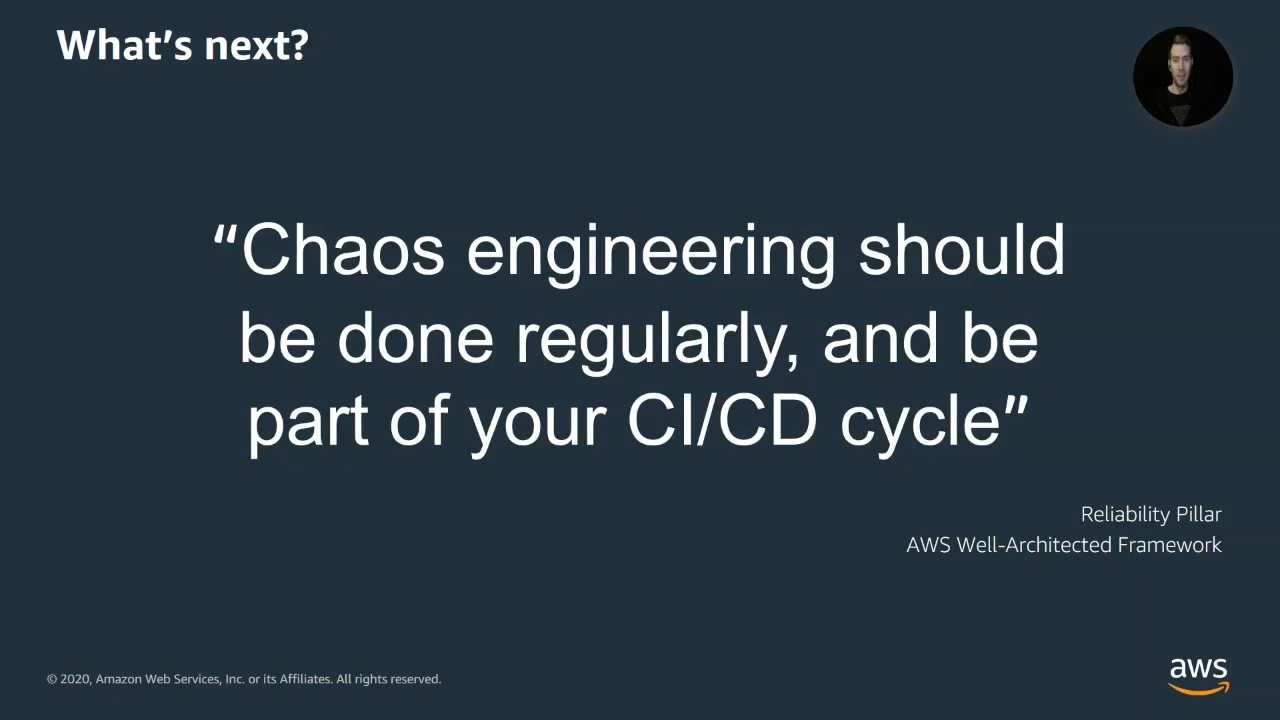 What’s next?
“Chaos engineering should
be done regularly, and be
part of your CI/CD cycle”
Reliability Pillar
AWS Well-Architected Framework
© 2020, Amazon Web Services, Inc. or its Affiliates. All rights reserved.
aws